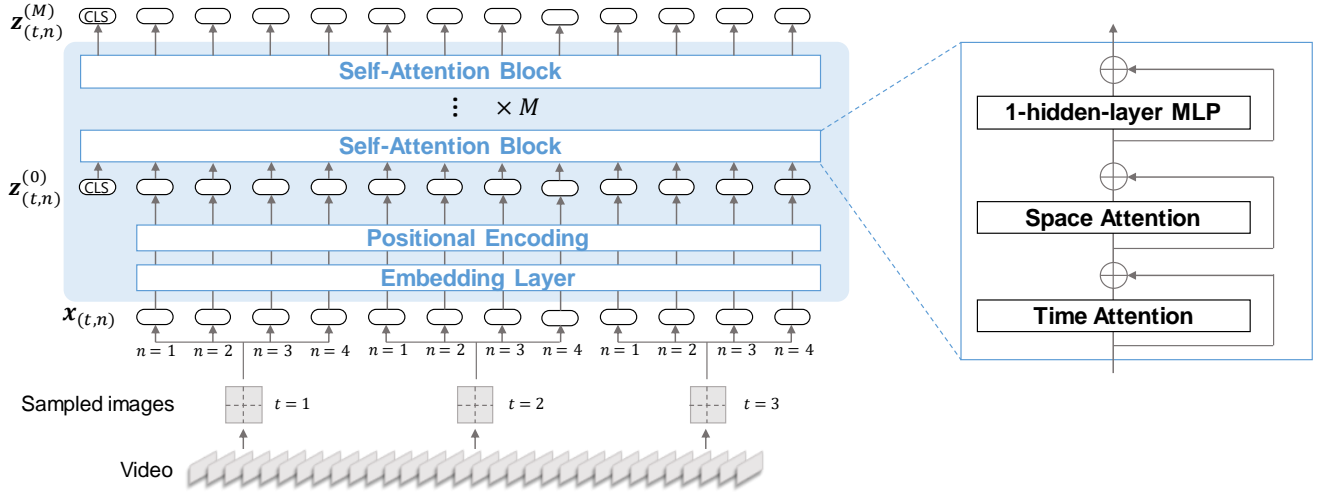 z_{(t,n)}^{(M)} CLS
Self-Attention Block
⋮ × M
Self-Attention Block
z_{(t,n)}^{(0)} CLS
Positional Encoding
Embedding Layer
x_{(t,n)}
n = 1 n = 2 n = 3 n = 4 n = 1 n = 2 n = 3 n = 4 n = 1 n = 2 n = 3 n = 4
Sampled images t = 1 t = 2 t = 3
Video
1-hidden-layer MLP
Space Attention
Time Attention